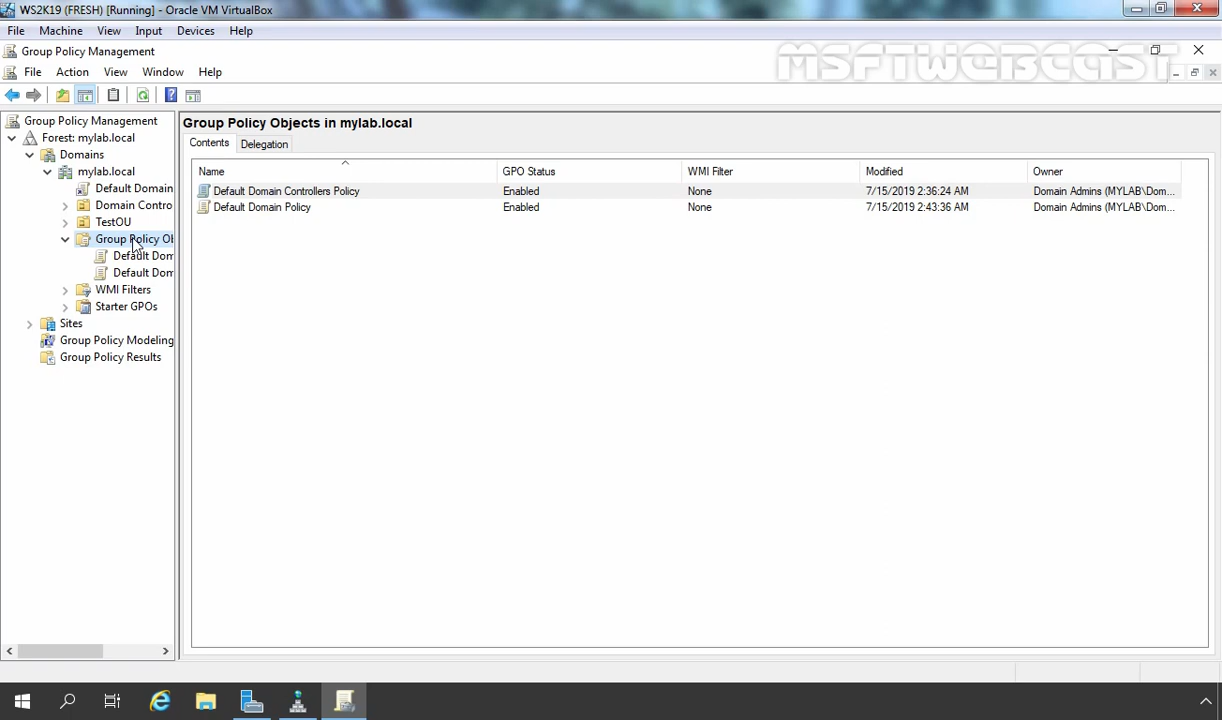 WS2K19 (FRESH) [Running] - Oracle VM VirtualBox
File Machine View Input Devices Help
Group Policy Management
MSFTWEBCAST
File Action View Window Help
Group Policy Management
Forest: mylab.local
Domains
mylab.local
Default Domain
Domain Contro
TestOU
Group Policy Ob
Default Dom
Default Dom
WMI Filters
Starter GPOs
Sites
Group Policy Modeling
Group Policy Results
Group Policy Objects in mylab.local
Contents Delegation
Name GPO Status WMI Filter Modified Owner
Default Domain Controllers Policy Enabled None 7/15/2019 2:36:24 AM Domain Admins (MYLAB\Dom...
Default Domain Policy Enabled None 7/15/2019 2:43:36 AM Domain Admins (MYLAB\Dom...